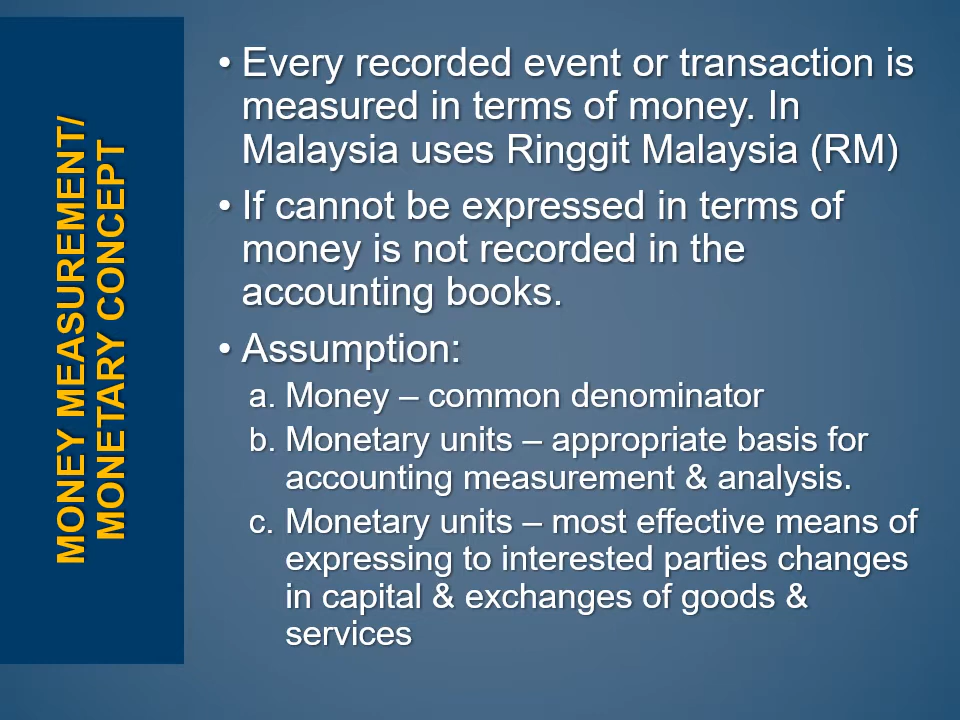 MONEY MEASUREMENT/
MONETARY CONCEPT
• Every recorded event or transaction is
measured in terms of money. In
Malaysia uses Ringgit Malaysia (RM)
• If cannot be expressed in terms of
money is not recorded in the
accounting books.
• Assumption:
a. Money – common denominator
b. Monetary units – appropriate basis for
accounting measurement & analysis.
c. Monetary units – most effective means of
expressing to interested parties changes
in capital & exchanges of goods &
services